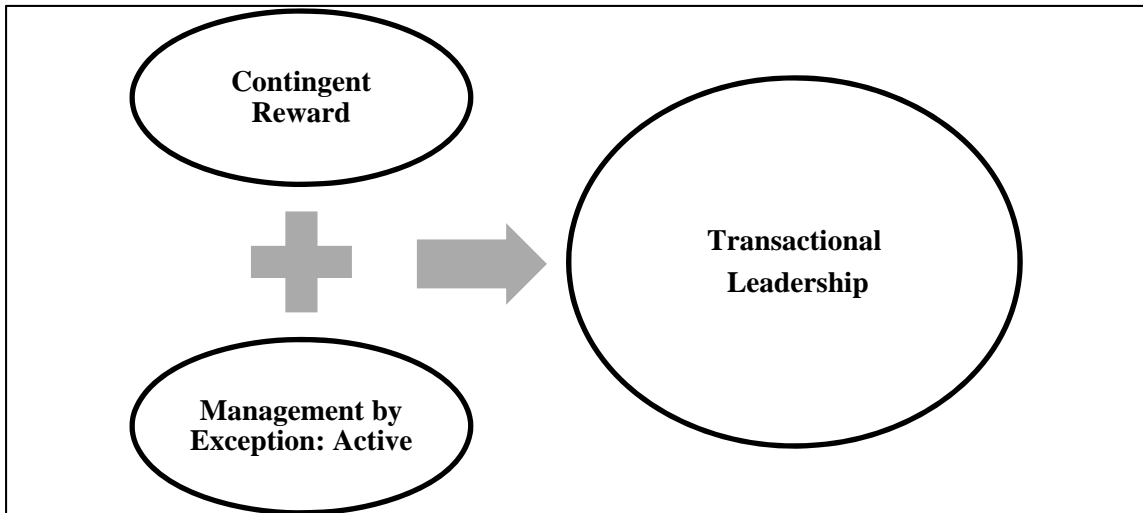 Contingent
Reward
Management by
Exception: Active
Transactional
Leadership